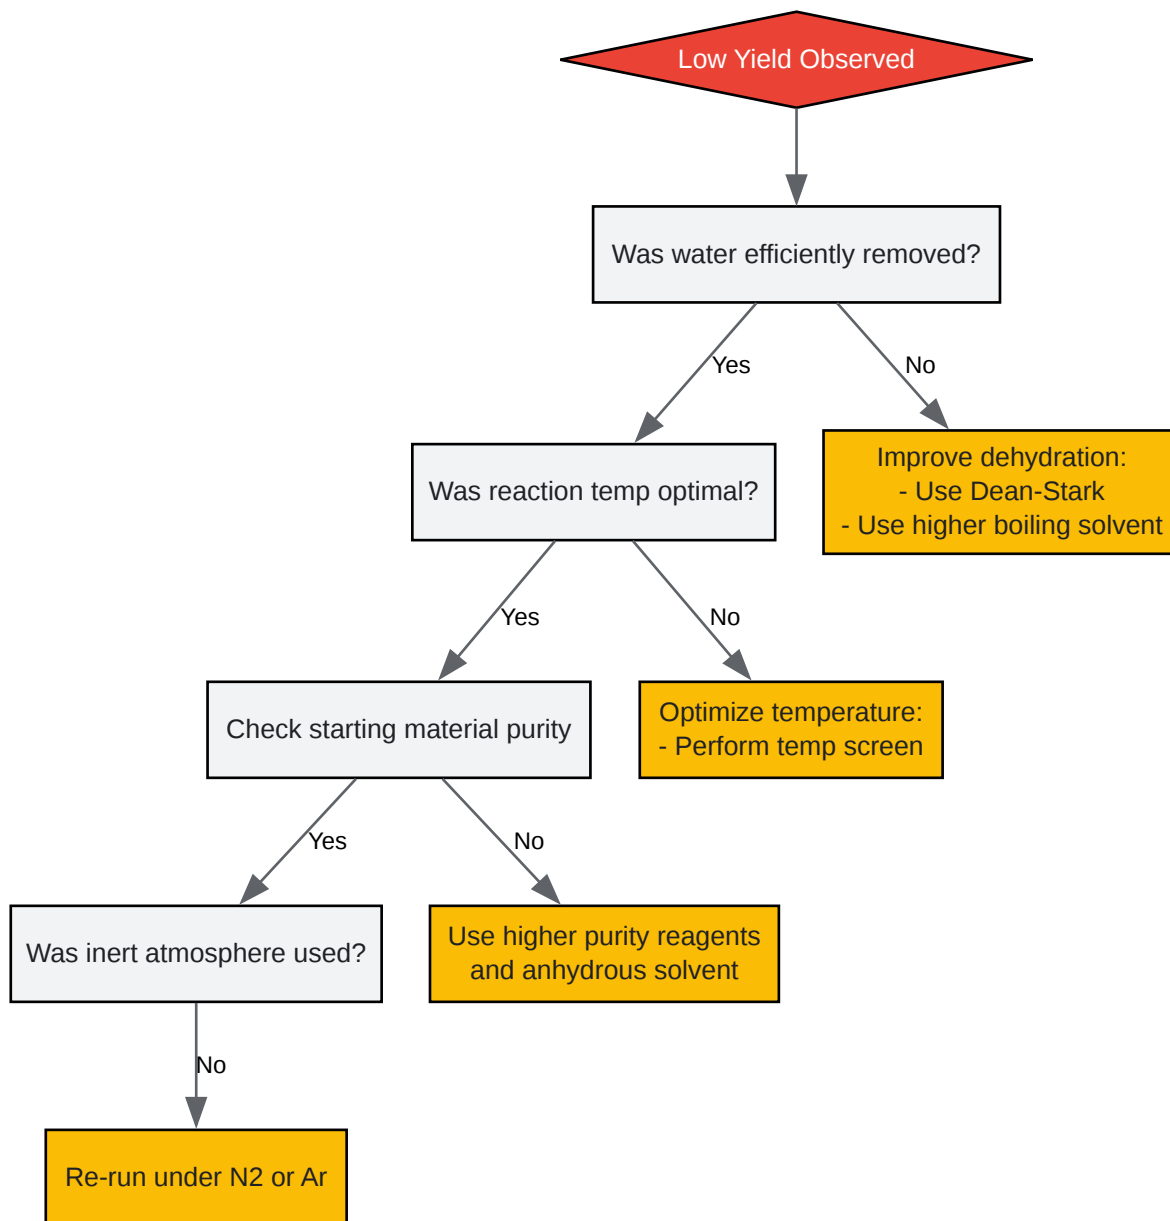 Low Yield Observed
Was water efficiently removed?
Yes
No
Was reaction temp optimal?
Improve dehydration:
- Use Dean-Stark
- Use higher boiling solvent
Yes
No
Check starting material purity
Optimize temperature:
- Perform temp screen
Yes
No
Was inert atmosphere used?
Use higher purity reagents
and anhydrous solvent
No
Re-run under N2 or Ar